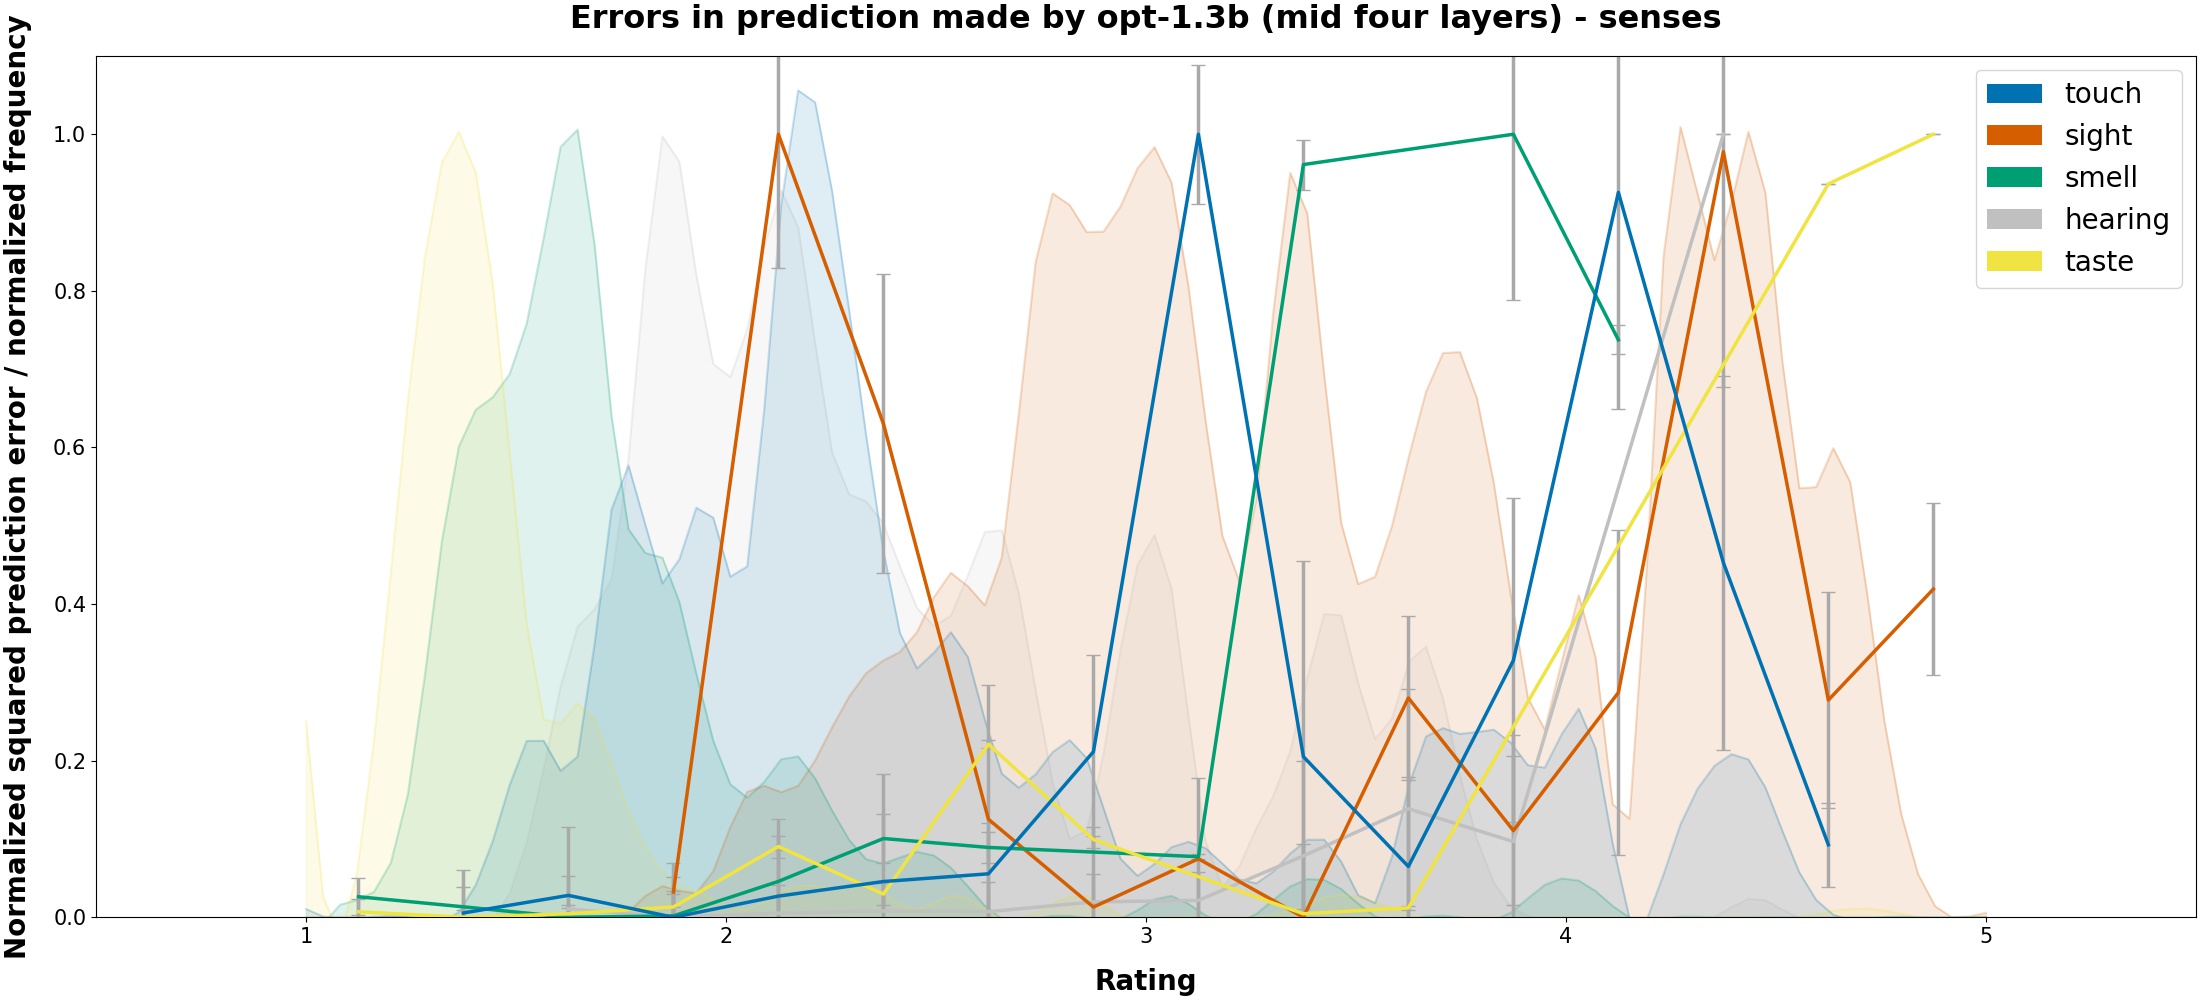 Errors in prediction made by opt-1.3b (mid four layers) - senses
Normalized squared prediction error / normalized frequency
1.0
0.8
0.6
0.4
0.2
0.0
touch
sight
smell
hearing
taste
1 2 3 4 5
Rating